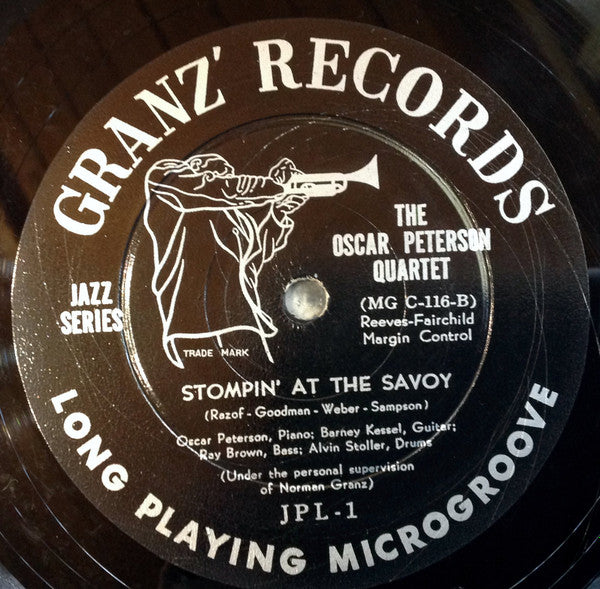 GRANZ' RECORDS
JAZZ
SERIES
TRADE MARK
THE
OSCAR PETERSON
QUARTET
(MG C-116-B)
Reeves-Fairchild
Margin Control
STOMPIN' AT THE SAVOY
(Razof - Goodman - Weber - Sampson)
Oscar Peterson, Piano; Barney Kessel, Guitar;
Ray Brown, Bass; Alvin Stoller, Drums
(Under the personal supervision
of Norman Granz)
JPL-1
LONG PLAYING MICROGROOVE